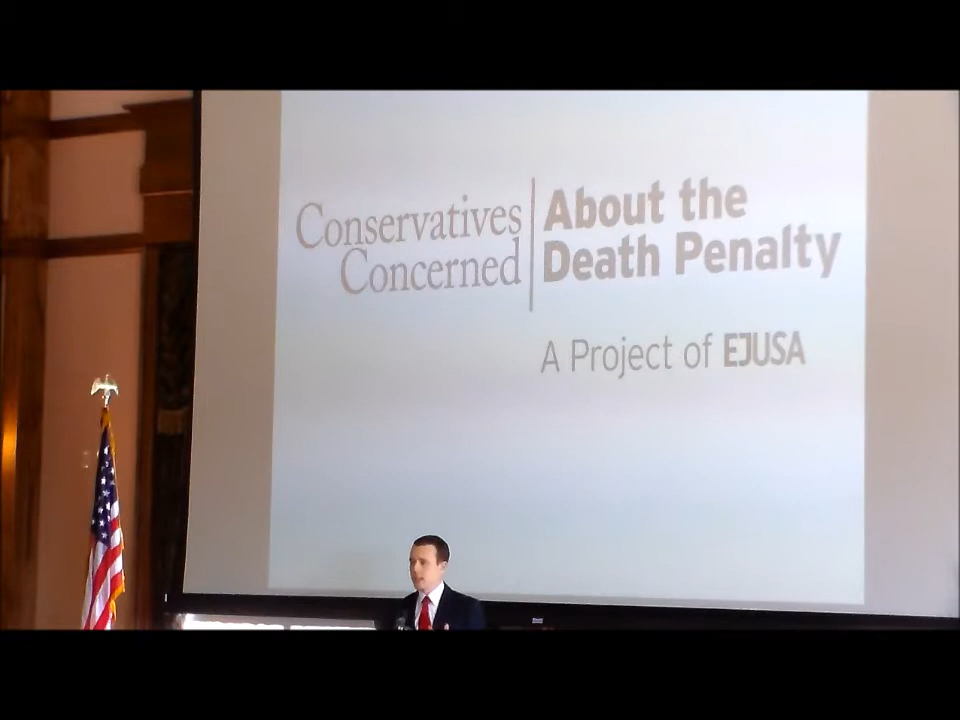 Conservatives
Concerned
About the
Death Penalty
A Project of EJUSA